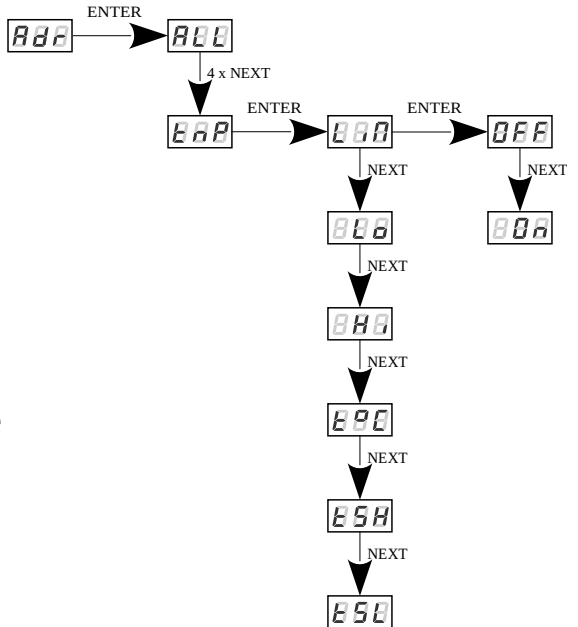 ENTER
Adr ALL
4 x NEXT
ENTER ENTER
tnP LiM OFF
NEXT NEXT
Lo On
NEXT
Hi
NEXT
t°C
NEXT
tSH
NEXT
tSL